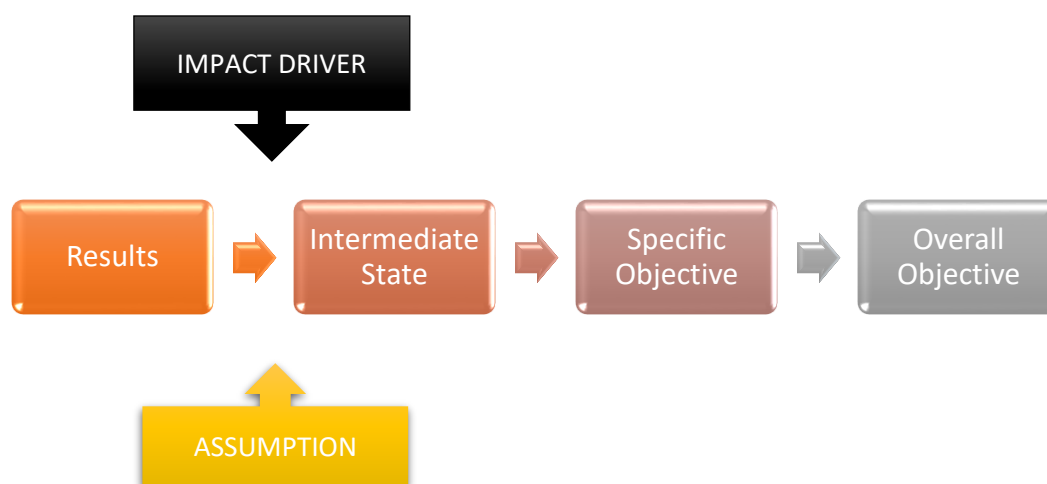 IMPACT DRIVER
Results
Intermediate
State
Specific
Objective
Overall
Objective
ASSUMPTION